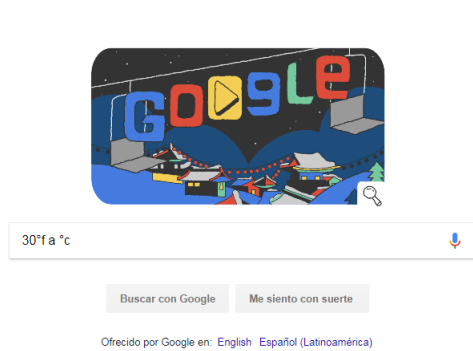 GOOGLE
30°f a °c
Buscar con Google Me siento con suerte
Ofrecido por Google en: English Español (Latinoamérica)